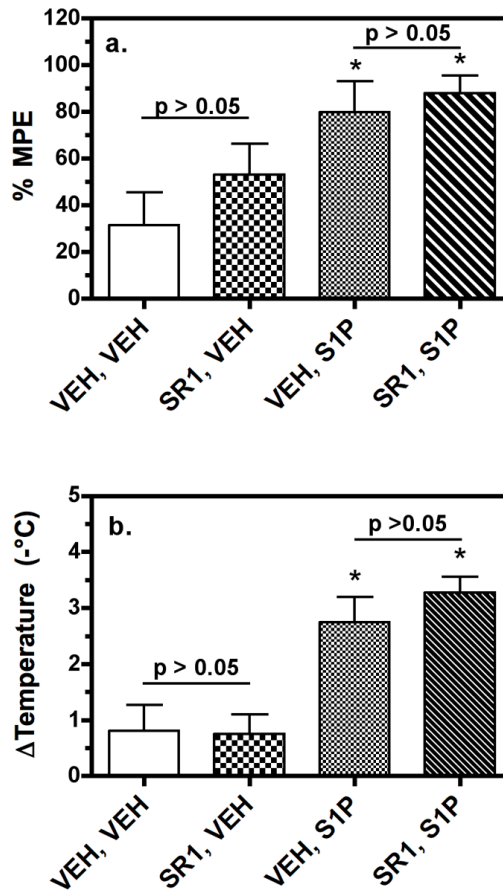 120
a.
p > 0.05
100
* *
p > 0.05
80
% MPE
60
40
20
0
VEH, VEH
SR1, VEH
VEH, S1P
SR1, S1P
5
b.
p >0.05
4
* *
3
ΔTemperature (-°C)
2
p > 0.05
1
0
VEH, VEH
SR1, VEH
VEH, S1P
SR1, S1P